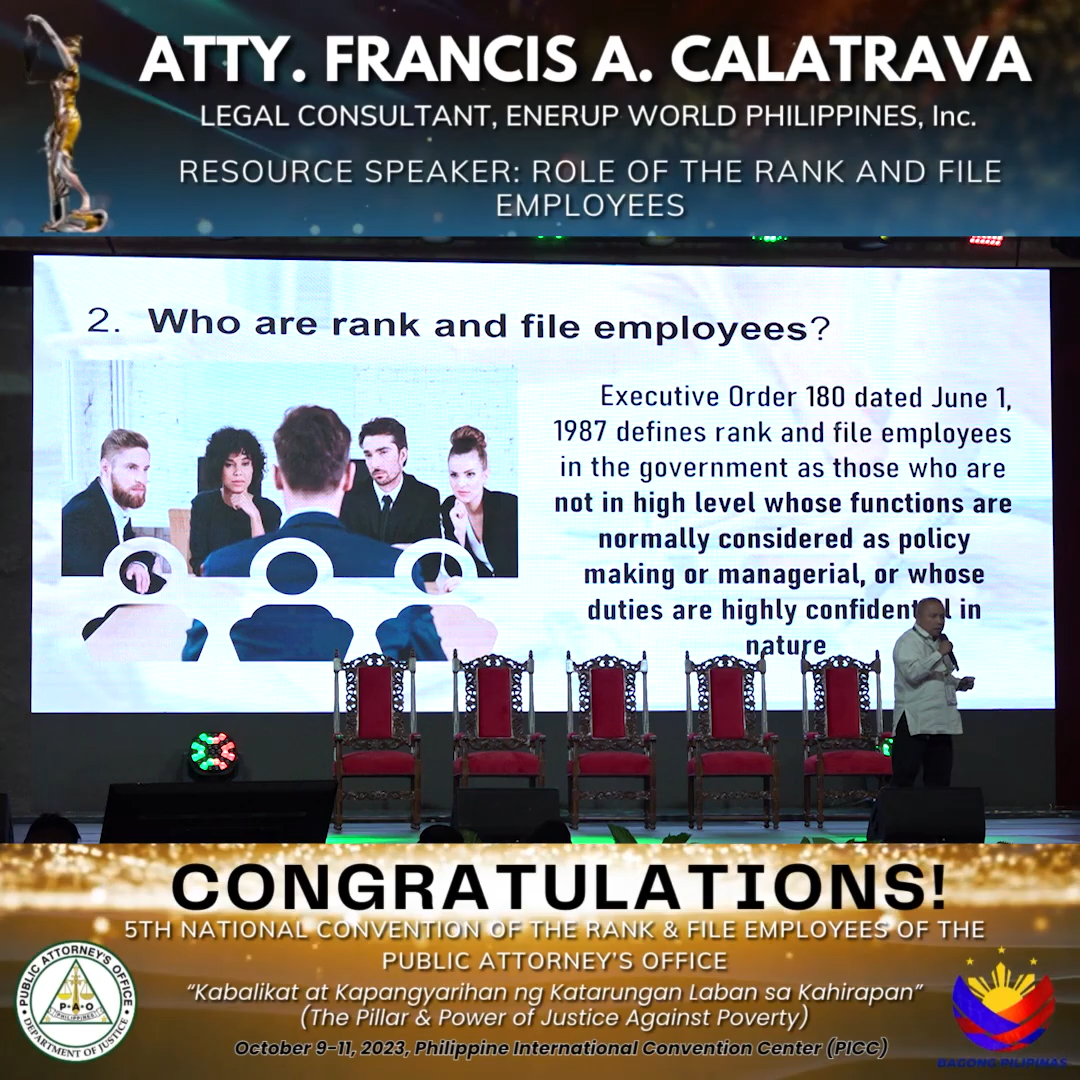 ATTY. FRANCIS A. CALATRAVA
LEGAL CONSULTANT, ENERUP WORLD PHILIPPINES, Inc.
RESOURCE SPEAKER: ROLE OF THE RANK AND FILE
EMPLOYEES
2. Who are rank and file employees?
Executive Order 180 dated June 1,
1987 defines rank and file employees
in the government as those who are
not in high level whose functions are
normally considered as policy
making or managerial, or whose
duties are highly confidential in
nature
CONGRATULATIONS!
5TH NATIONAL CONVENTION OF THE RANK & FILE EMPLOYEES OF THE
PUBLIC ATTORNEY'S OFFICE
“Kabalikat at Kapangyarihan ng Katarungan Laban sa Kahirapan”
(The Pillar & Power of Justice Against Poverty)
October 9-11, 2023, Philippine International Convention Center (PICC)
PUBLIC ATTORNEY'S OFFICE
P•A•O
PHILIPPINES
DEPARTMENT OF JUSTICE
BAGONG PILIPINAS